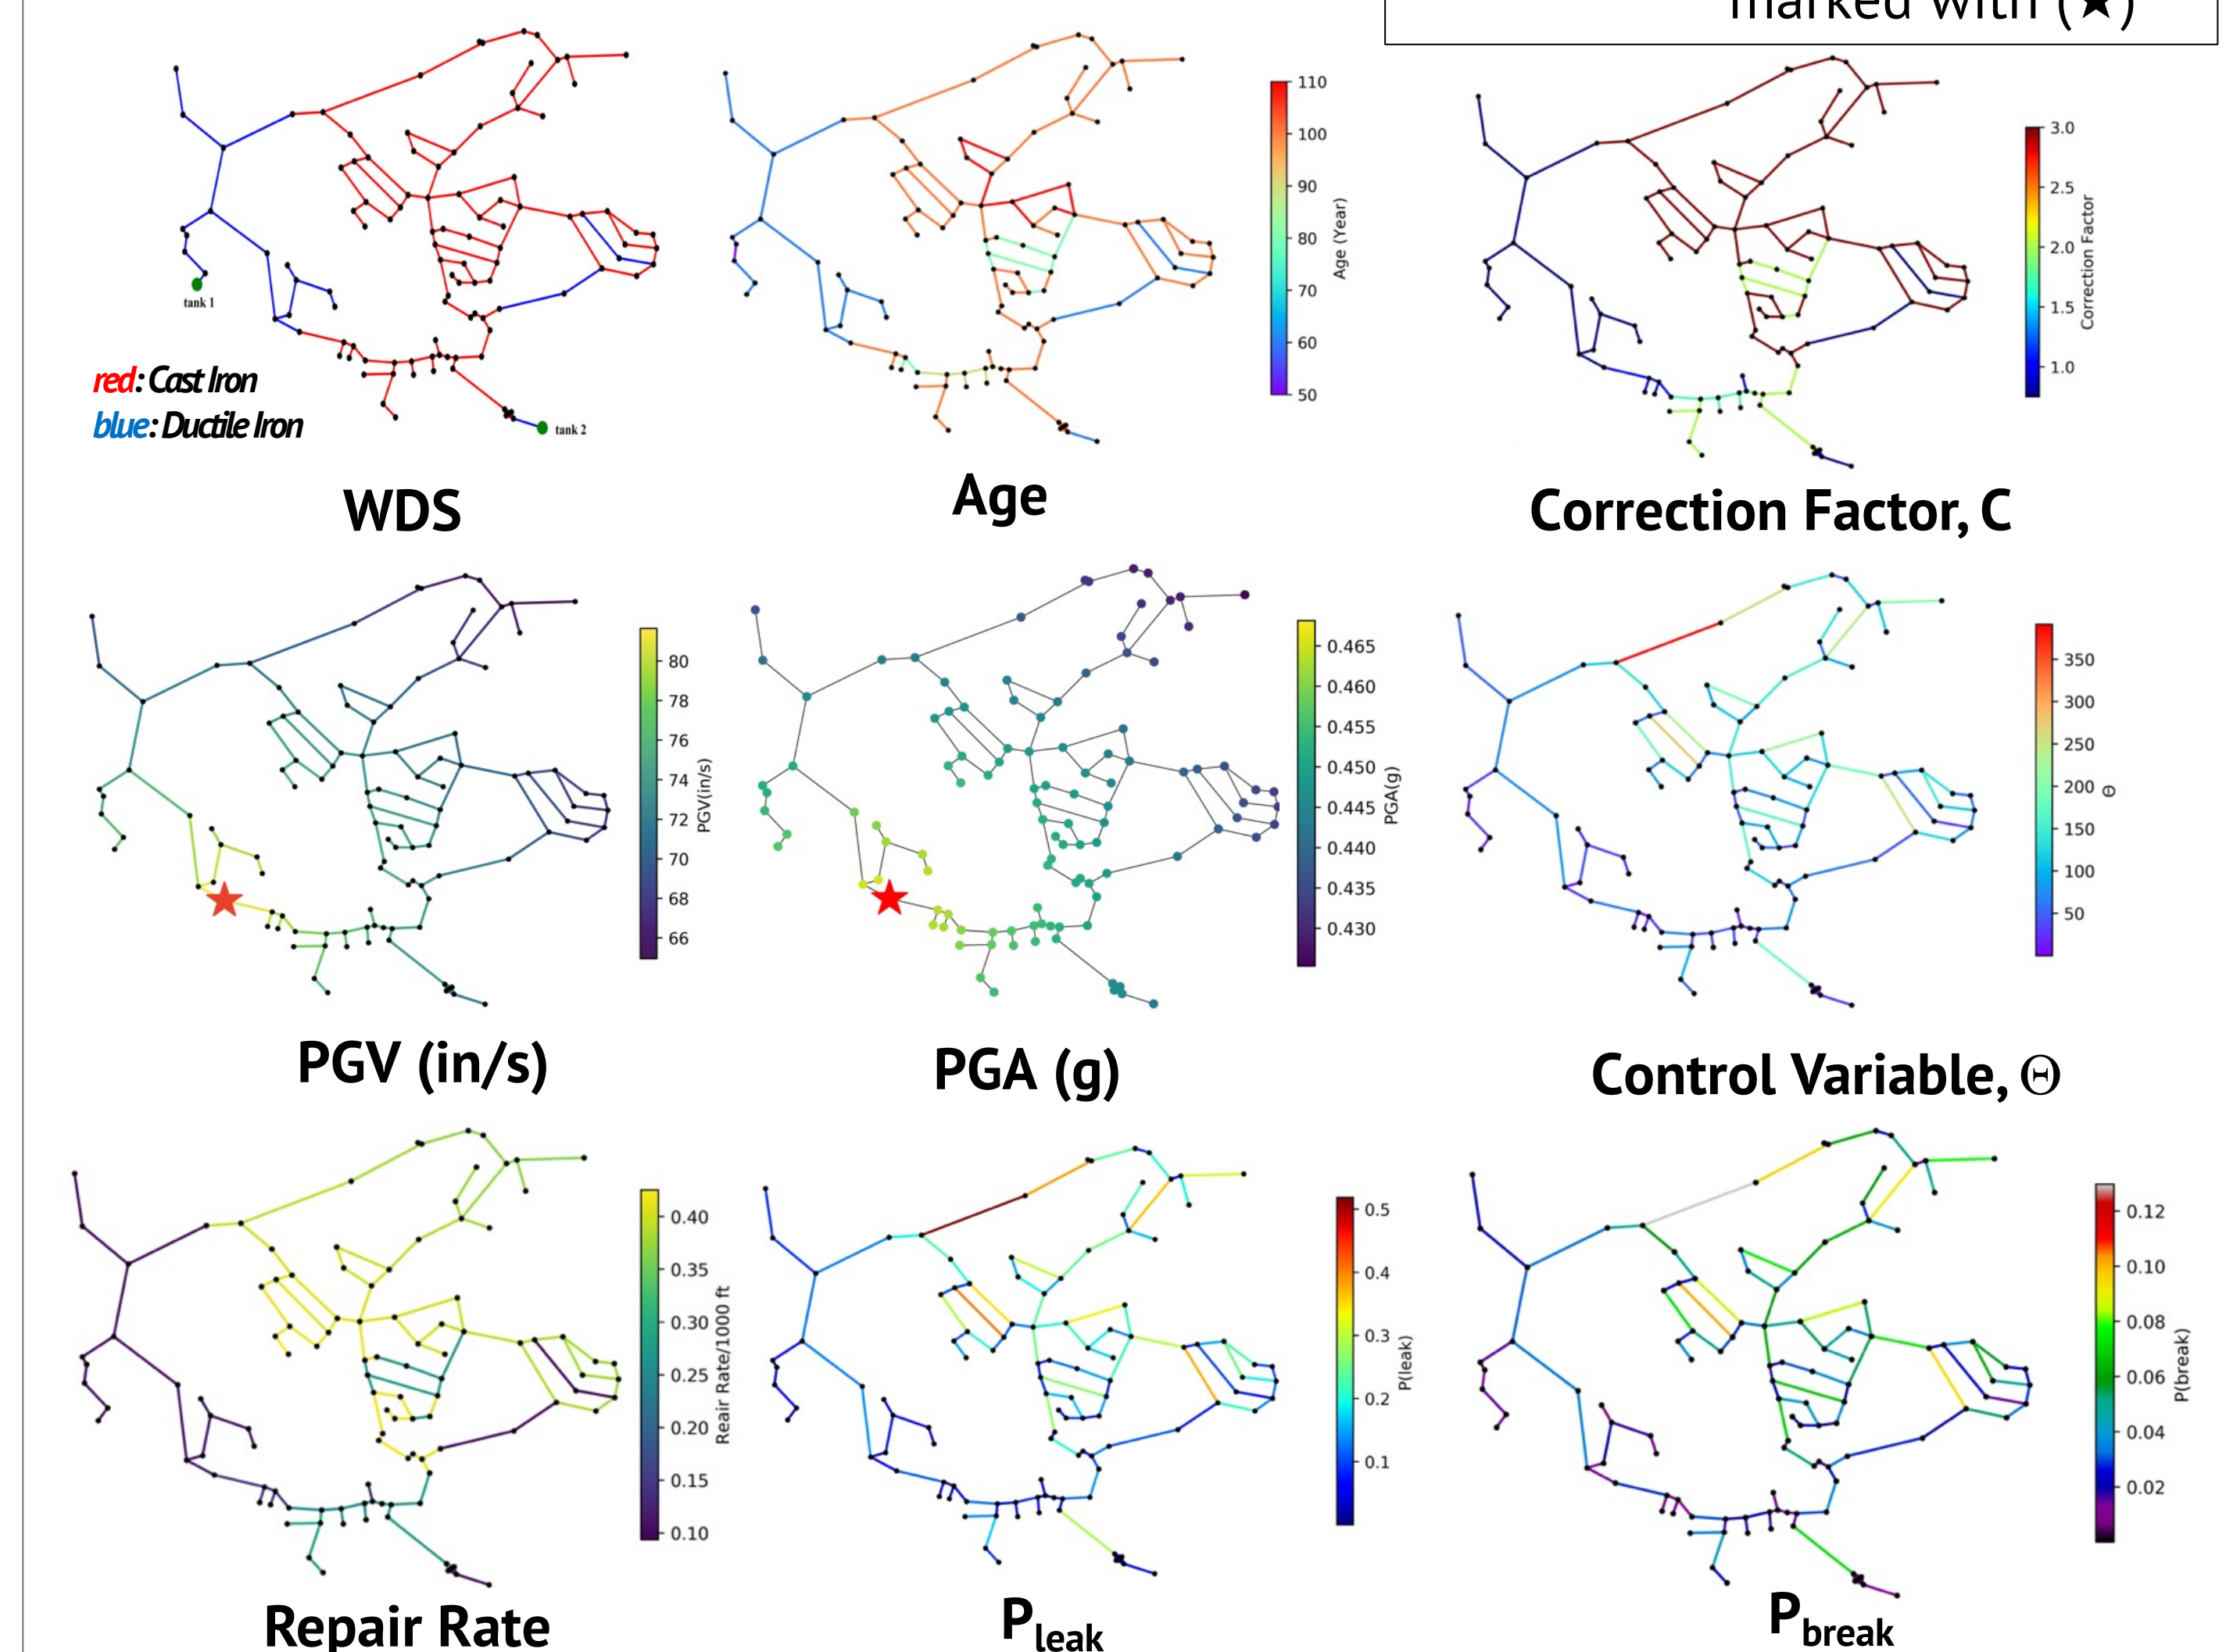 marked with (★)
tank 1
red: Cast Iron
blue: Ductile Iron
tank 2
WDS
110
100
90
80
70
60
50
Age (Year)
Age
3.0
2.5
2.0
1.5
1.0
Correction Factor
Correction Factor, C
80
78
76
74
72
70
68
66
PGV(in/s)
PGV (in/s)
0.465
0.460
0.455
0.450
0.445
0.440
0.435
0.430
PGA(g)
PGA (g)
350
300
250
200
150
100
50
Θ
Control Variable, Θ
0.40
0.35
0.30
0.25
0.20
0.15
0.10
Reair Rate/1000 ft
Repair Rate
0.5
0.4
0.3
0.2
0.1
P(leak)
Pleak
0.12
0.10
0.08
0.06
0.04
0.02
P(break)
Pbreak